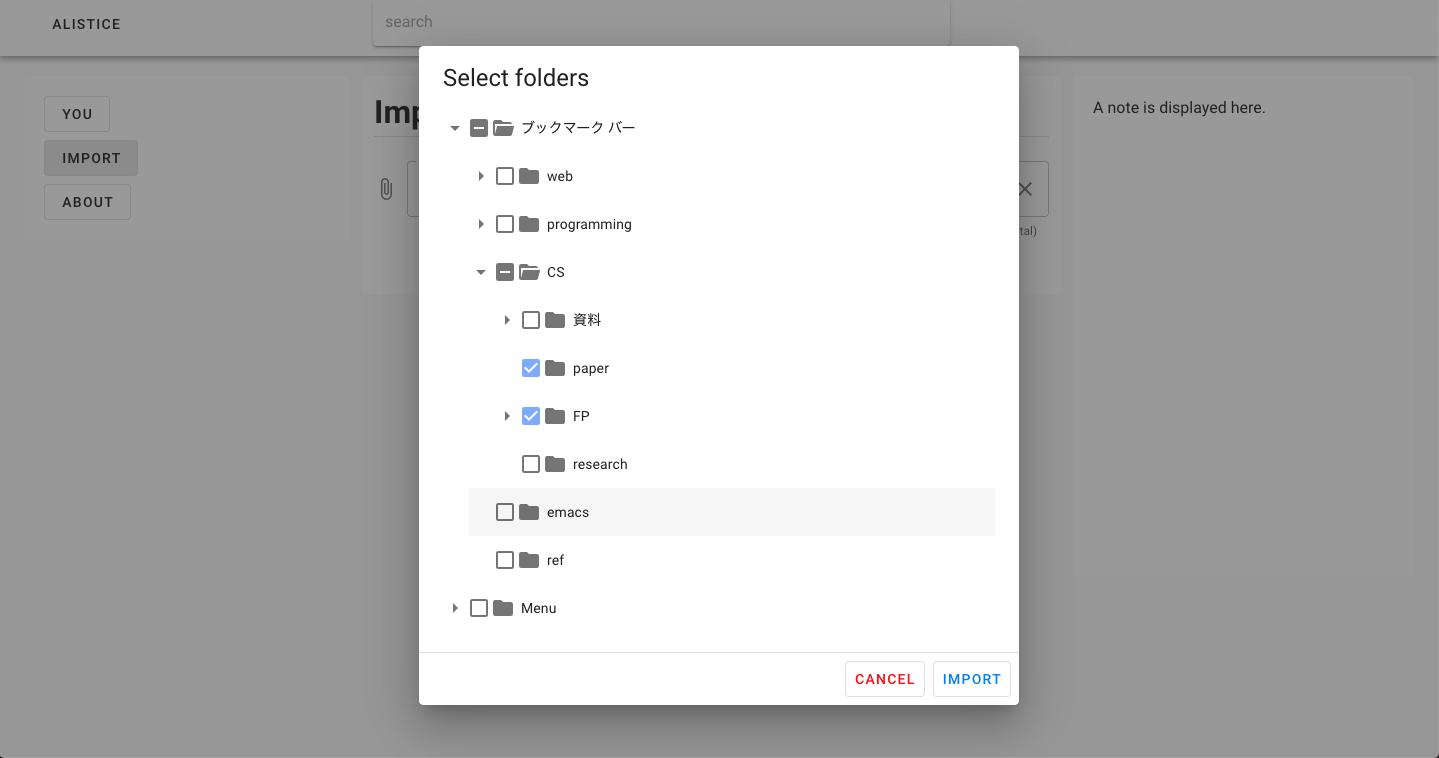 ALISTICE
search
Select folders
YOU
Imp
A note is displayed here.
ブックマーク バー
IMPORT
web
ABOUT
programming
tal)
CS
資料
paper
FP
research
emacs
ref
Menu
CANCEL
IMPORT